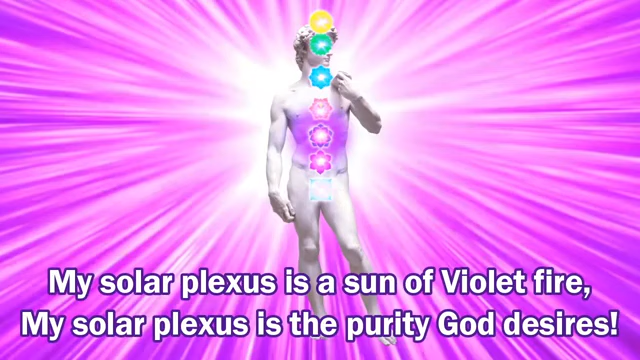 My solar plexus is a sun of Violet fire,
My solar plexus is the purity God desires!